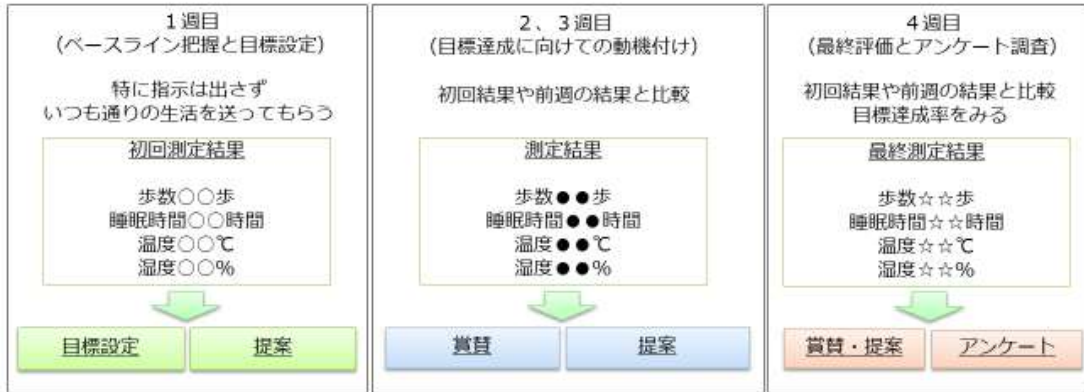 1週目
(ベースライン把握と目標設定)
特に指示は出さず
いつも通りの生活を送ってもらう
初回測定結果
歩数○○歩
睡眠時間○○時間
温度○○℃
湿度○○%
目標設定
提案
2、3週目
(目標達成に向けての動機付け)
初回結果や前週の結果と比較
測定結果
歩数●●歩
睡眠時間●●時間
温度●●℃
湿度●●%
賞賛
提案
4週目
(最終評価とアンケート調査)
初回結果や前週の結果と比較
目標達成率をみる
最終測定結果
歩数☆☆歩
睡眠時間☆☆時間
温度☆☆℃
湿度☆☆%
賞賛・提案
アンケート